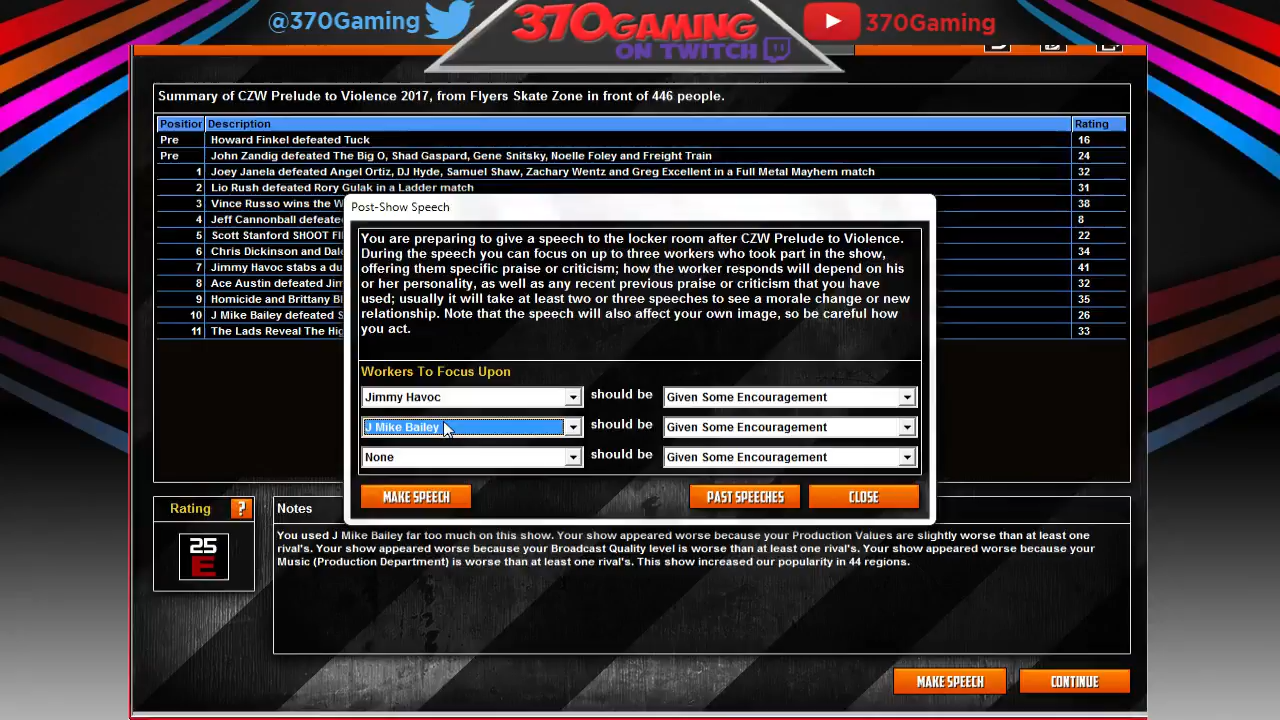 @370Gaming
370GAMING
ON TWITCH
370GAMING
Summary of CZW Prelude to Violence 2017, from Flyers Skate Zone in front of 446 people.
Position Description Rating
Pre Howard Finkel defeated Tuck 16
Pre John Zandig defeated The Big O, Shad Gaspard, Gene Snitsky, Noelle Foley and Freight Train 24
1 Joey Janela defeated Angel Ortiz, DJ Hyde, Samuel Shaw, Zachary Wentz and Greg Excellent in a Full Metal Mayhem match 32
2 Lio Rush defeated Rory Gulak in a Ladder match 31
3 Vince Russo wins the W 38
4 Jeff Cannonball defeate 8
5 Scott Stanford SHOOT FI 22
6 Chris Dickinson and Dal 34
7 Jimmy Havoc stabs a du 41
8 Ace Austin defeated Jim 32
9 Homicide and Brittany Bl 35
10 J Mike Bailey defeated S 26
11 The Lads Reveal The Hig 33
Post-Show Speech
You are preparing to give a speech to the locker room after CZW Prelude to Violence.
During the speech you can focus on up to three workers who took part in the show,
offering them specific praise or criticism; how the worker responds will depend on his
or her personality, as well as any recent previous praise or criticism that you have
used; usually it will take at least two or three speeches to see a morale change or new
relationship. Note that the speech will also affect your own image, so be careful how
you act.
Workers To Focus Upon
Jimmy Havoc should be Given Some Encouragement
J Mike Bailey should be Given Some Encouragement
None should be Given Some Encouragement
MAKE SPEECH PAST SPEECHES CLOSE
Rating ? Notes
25
E
You used J Mike Bailey far too much on this show. Your show appeared worse because your Production Values are slightly worse than at least one
rival's. Your show appeared worse because your Broadcast Quality level is worse than at least one rival's. Your show appeared worse because your
Music (Production Department) is worse than at least one rival's. This show increased our popularity in 44 regions.
MAKE SPEECH CONTINUE